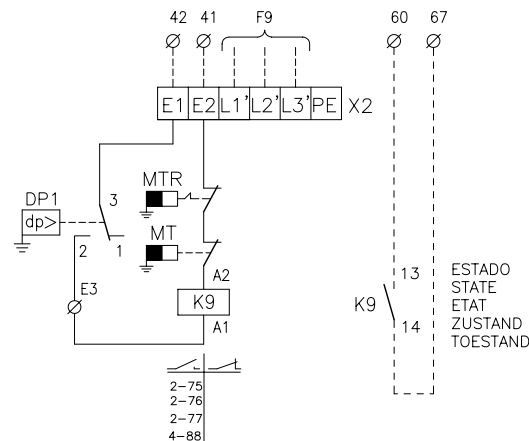 42 41 F9 60 67
E1 E2 L1' L2' L3' PE X2
MTR
DP1 3
dp>
MT
2 1
A2 13 ESTADO
E3 STATE
K9 K9 ETAT
14 ZUSTAND
A1 TOESTAND
2-75
2-76
2-77
4-88